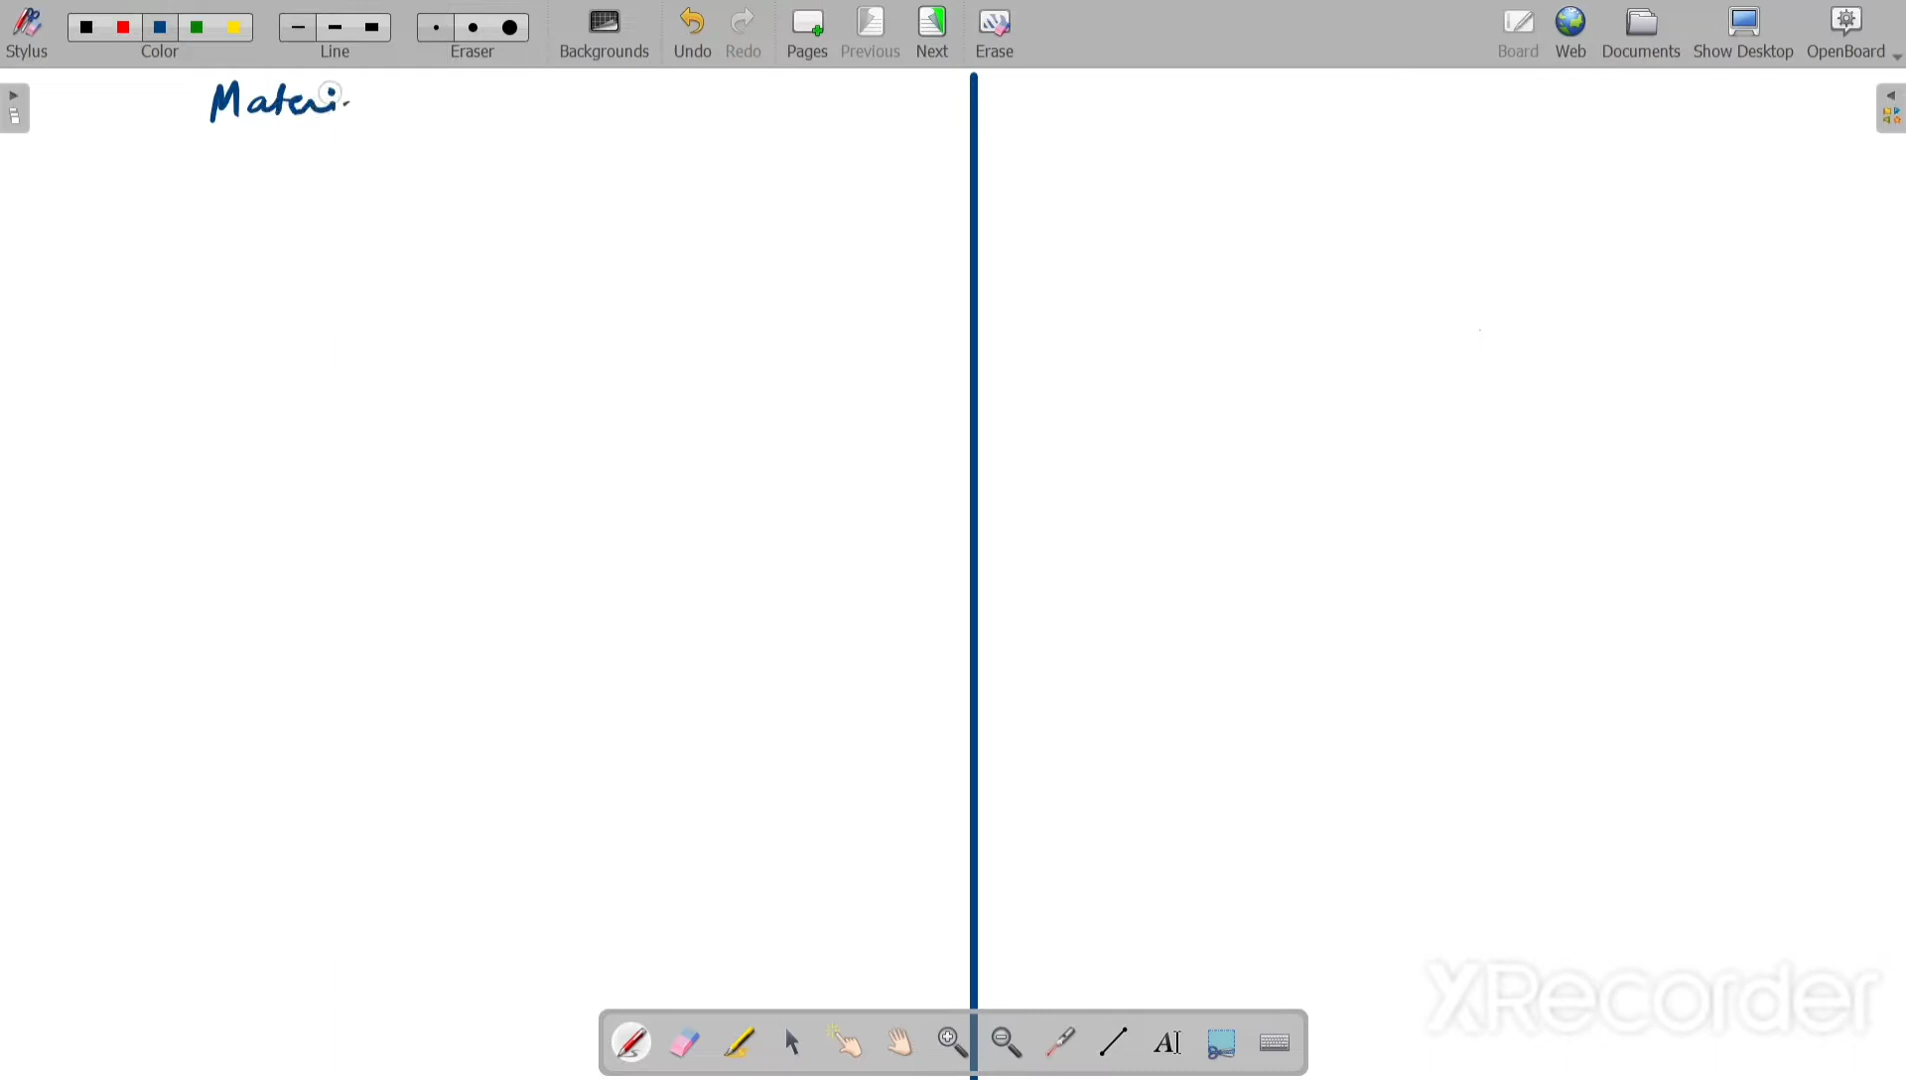 Stylus
Color
Line
Eraser
Backgrounds
Undo
Redo
Pages
Previous
Next
Erase
Board
Web
Documents
Show Desktop
OpenBoard
Materi
XRecorder